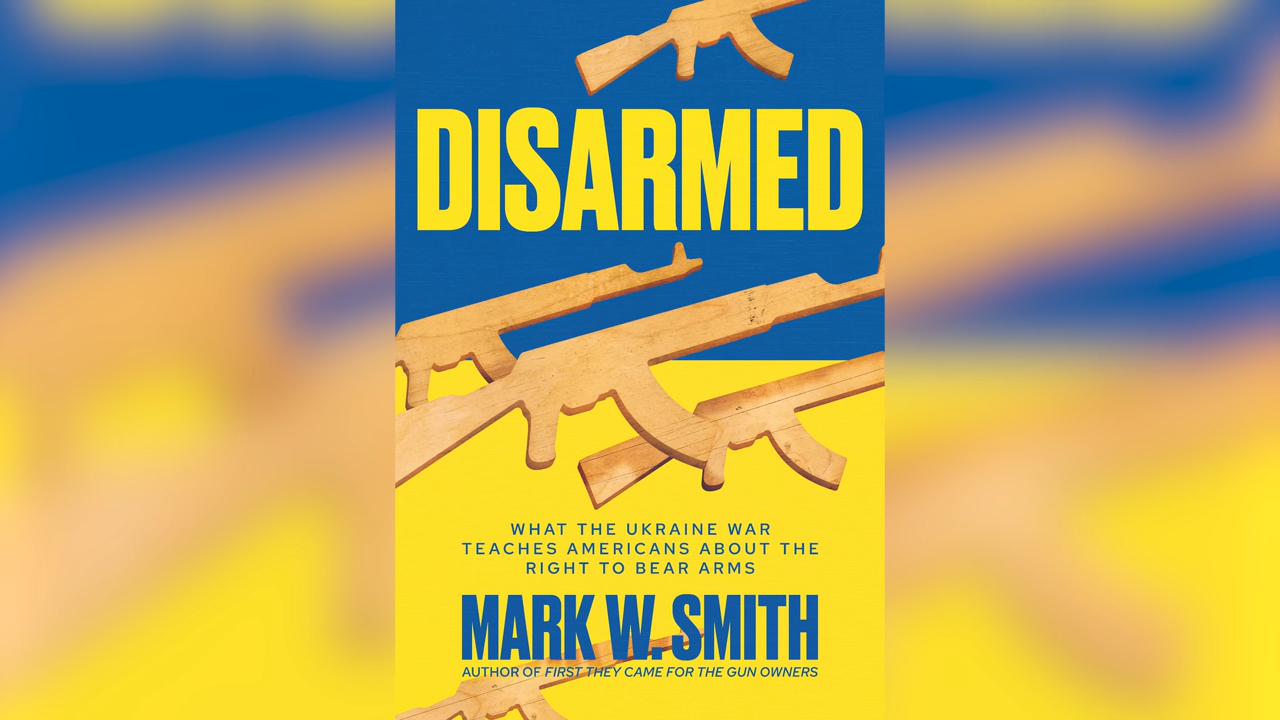 DISARMED
WHAT THE UKRAINE WAR
TEACHES AMERICANS ABOUT THE
RIGHT TO BEAR ARMS
MARK W. SMITH
AUTHOR OF FIRST THEY CAME FOR THE GUN OWNERS